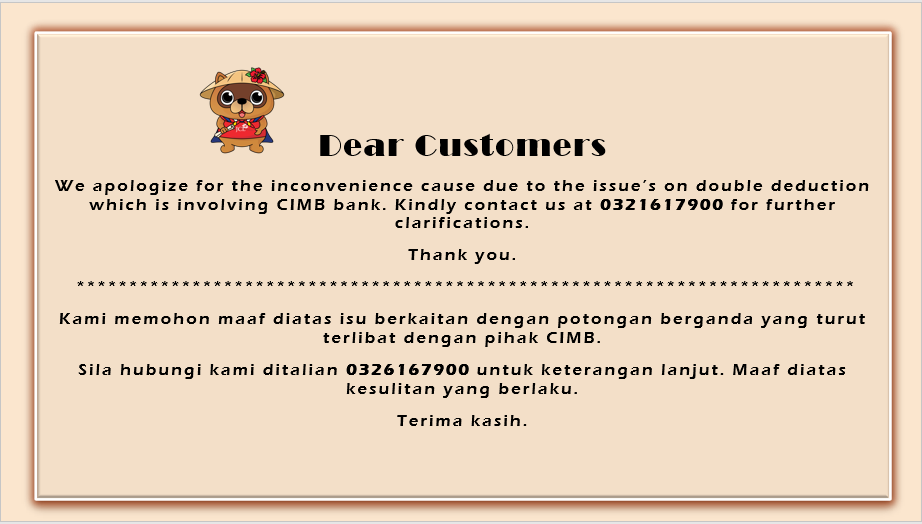 Dear Customers
We apologize for the inconvenience cause due to the issue's on double deduction
which is involving CIMB bank. Kindly contact us at 0321617900 for further
clarifications.
Thank you.
**************************************************************************
Kami memohon maaf diatas isu berkaitan dengan potongan berganda yang turut
terlibat dengan pihak CIMB.
Sila hubungi kami ditalian 0326167900 untuk keterangan lanjut. Maaf diatas
kesulitan yang berlaku.
Terima kasih.